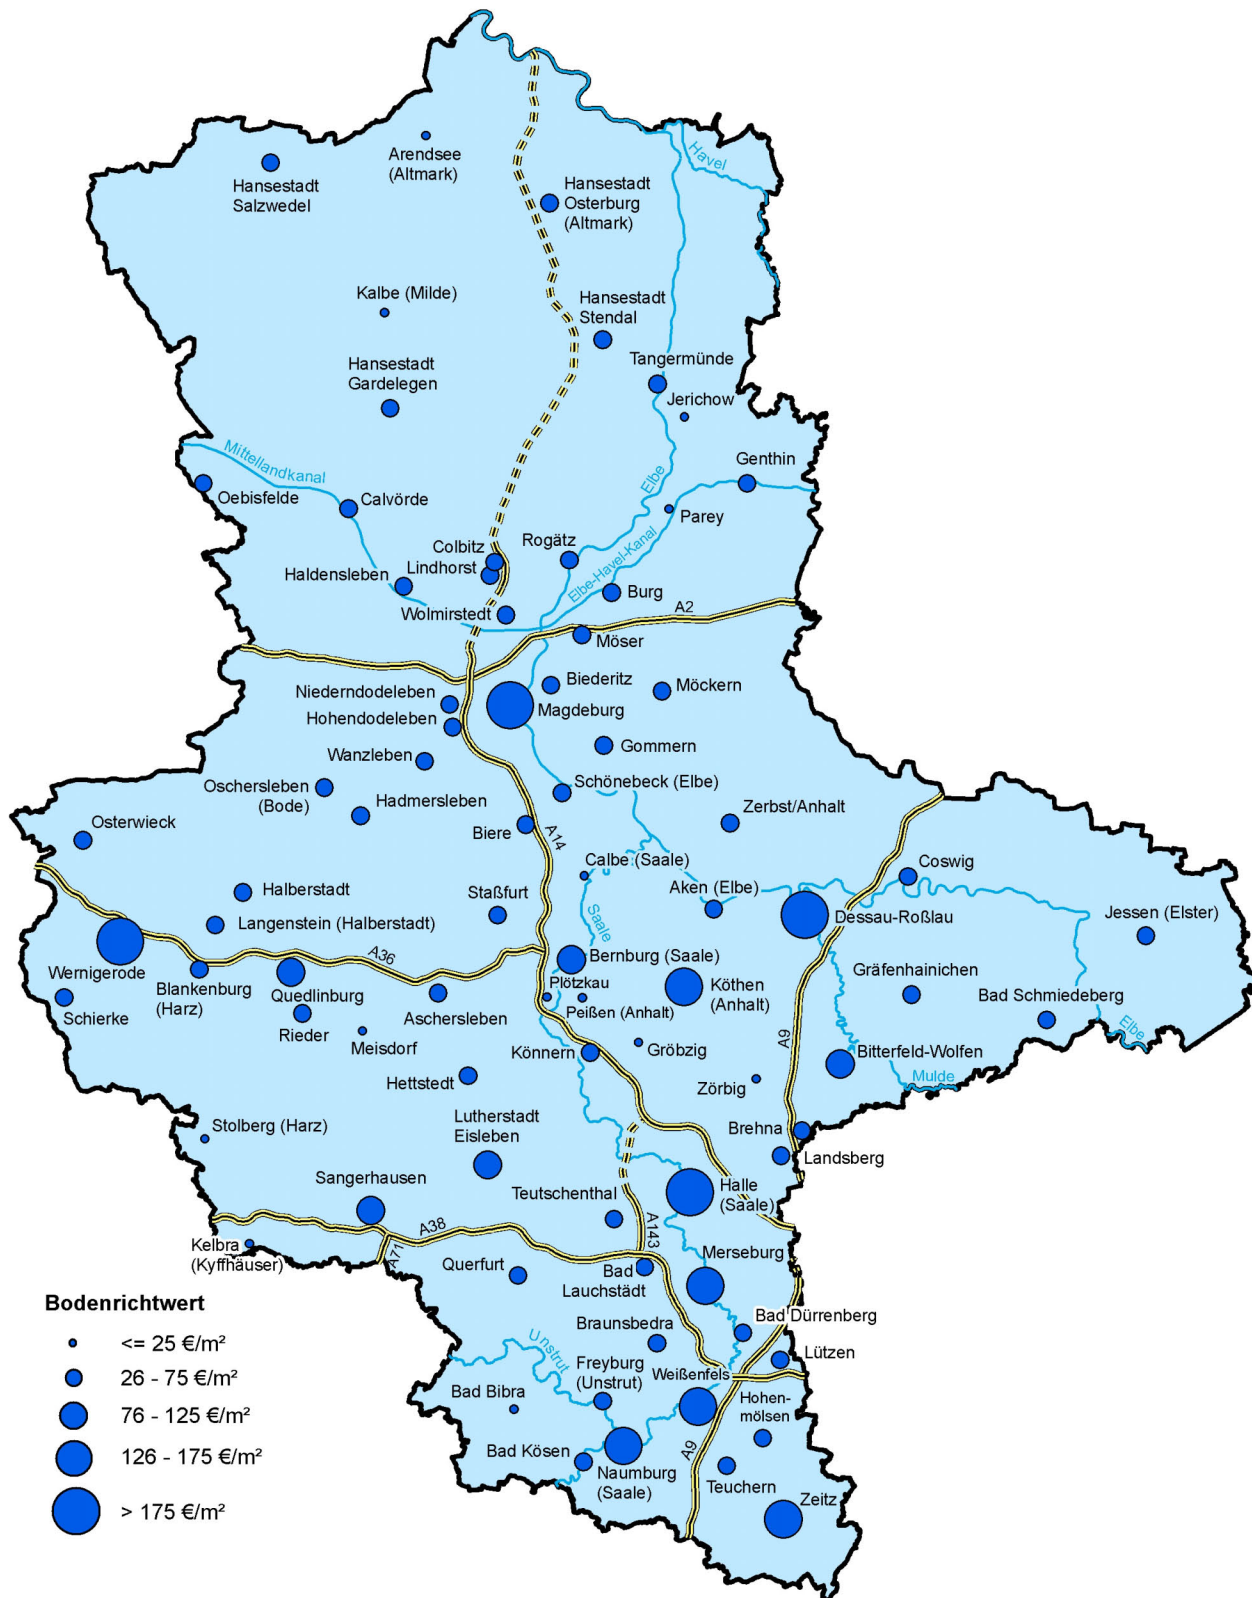 Havel
Arendsee
(Altmark)
Hansestadt
Salzwedel
Hansestadt
Osterburg
(Altmark)
Kalbe (Milde)
Hansestadt
Stendal
Hansestadt
Gardelegen
Tangermünde
Jerichow
Mittellandkanal
Elbe
Genthin
Oebisfelde
Calvörde
Parey
Colbitz
Rogätz
Lindhorst
Haldensleben
Elbe-Havel-Kanal
Burg
Wolmirstedt
A2
Möser
Niederndodeleben
Biederitz
Möckern
Hohendodeleben
Magdeburg
Wanzleben
Gommern
Oschersleben
(Bode)
Schönebeck (Elbe)
Hadmersleben
Zerbst/Anhalt
Osterwieck
Biere
A14
Calbe (Saale)
Coswig
Halberstadt
Staßfurt
Aken (Elbe)
Langenstein (Halberstadt)
Saale
Dessau-Roßlau
Jessen (Elster)
A36
Bernburg (Saale)
Wernigerode
Blankenburg
(Harz)
Quedlinburg
Plötzkau
Köthen
(Anhalt)
Gräfenhainichen
Schierke
Rieder
Aschersleben
Peißen (Anhalt)
Bad Schmiedeberg
Elbe
Meisdorf
Könnern
Gröbzig
A9
Bitterfeld-Wolfen
Hettstedt
Zörbig
Mulde
Stolberg (Harz)
Lutherstadt
Eisleben
Brehna
Landsberg
Sangerhausen
Teutschenthal
Halle
(Saale)
A38
A143
Kelbra
(Kyffhäuser)
A71
Querfurt
Bad
Lauchstädt
Merseburg
Bodenrichtwert
<= 25 €/m²
26 - 75 €/m²
76 - 125 €/m²
126 - 175 €/m²
> 175 €/m²
Bad Dürrenberg
Braunsbedra
Unstrut
Lützen
Freyburg
(Unstrut)
Weißenfels
Bad Bibra
Hohen-
mölsen
Bad Kösen
Naumburg
(Saale)
A9
Teuchern
Zeitz